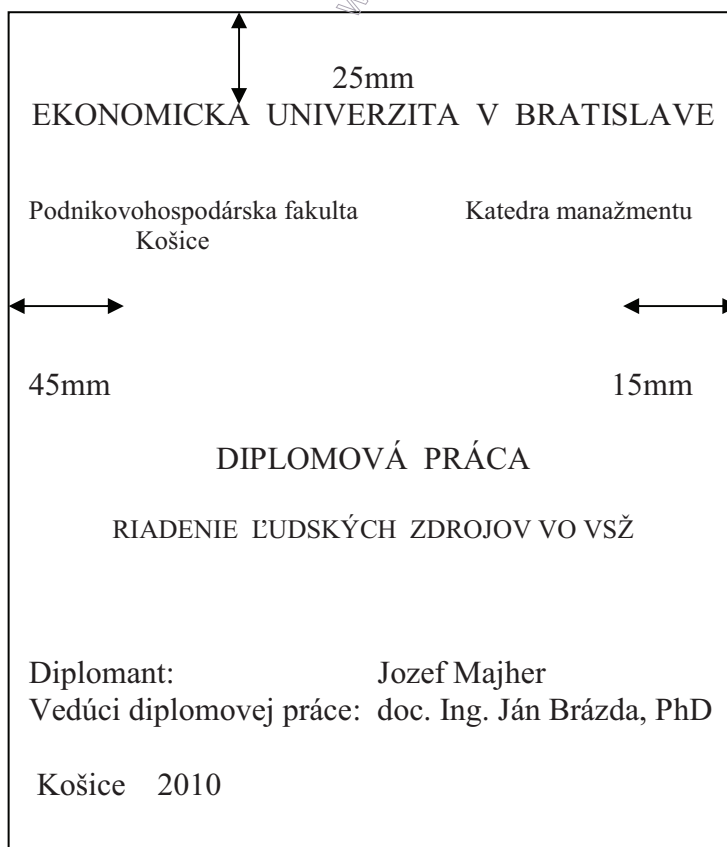 25mm
EKONOMICKÁ UNIVERZITA V BRATISLAVE
Podnikovohospodárska fakulta Katedra manažmentu
Košice
45mm 15mm
DIPLOMOVÁ PRÁCA
RIADENIE ĽUDSKÝCH ZDROJOV VO VSŽ
Diplomant: Jozef Majher
Vedúci diplomovej práce: doc. Ing. Ján Brázda, PhD
Košice 2010